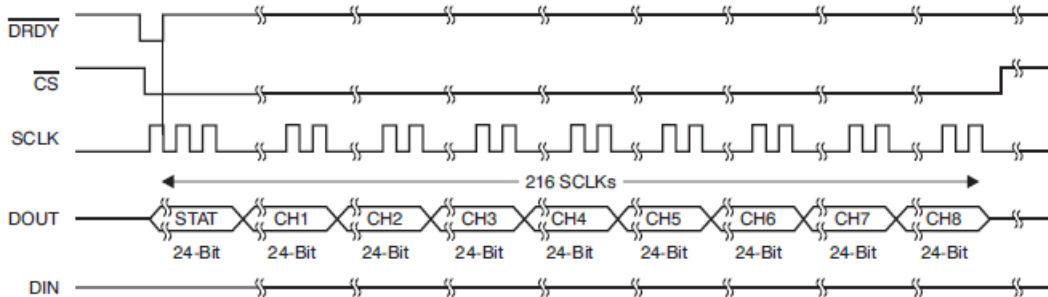 DRDY
CS
SCLK
216 SCLKs
DOUT STAT CH1 CH2 CH3 CH4 CH5 CH6 CH7 CH8
24-Bit 24-Bit 24-Bit 24-Bit 24-Bit 24-Bit 24-Bit 24-Bit 24-Bit
DIN